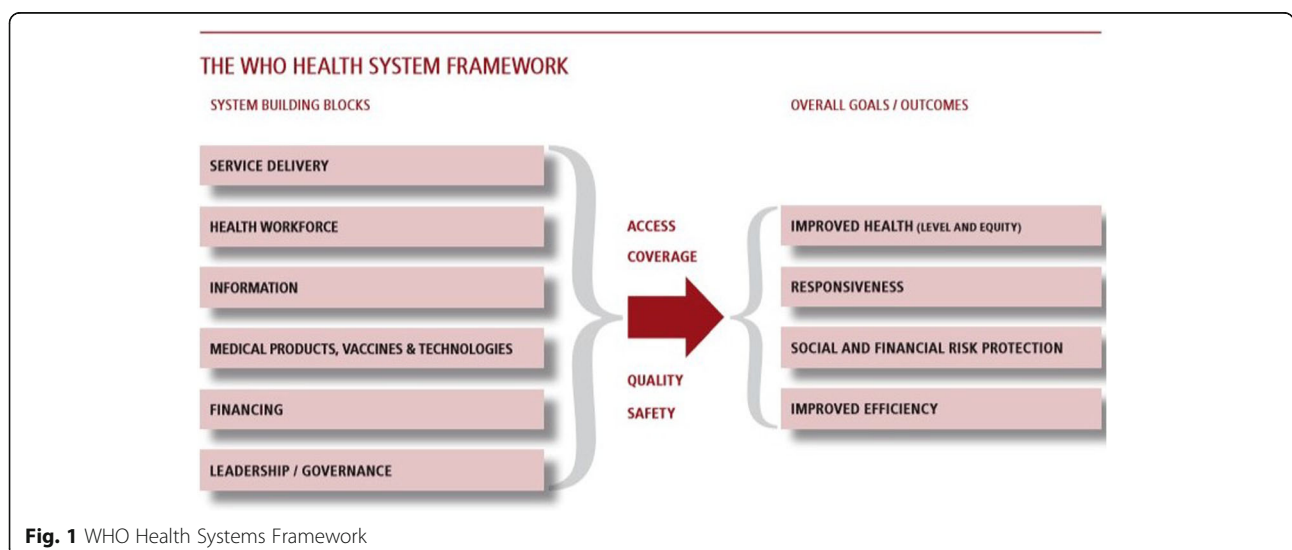 THE WHO HEALTH SYSTEM FRAMEWORK
SYSTEM BUILDING BLOCKS
OVERALL GOALS / OUTCOMES
SERVICE DELIVERY
HEALTH WORKFORCE
INFORMATION
MEDICAL PRODUCTS, VACCINES & TECHNOLOGIES
FINANCING
LEADERSHIP / GOVERNANCE
ACCESS
COVERAGE
QUALITY
SAFETY
IMPROVED HEALTH (LEVEL AND EQUITY)
RESPONSIVENESS
SOCIAL AND FINANCIAL RISK PROTECTION
IMPROVED EFFICIENCY
Fig. 1 WHO Health Systems Framework